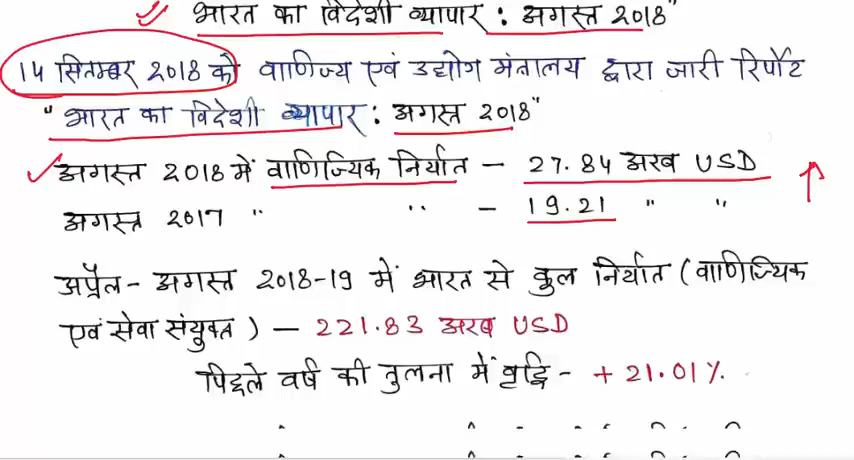 भारत का विदेशी व्यापार : अगस्त 2018"
14 सितम्बर 2018 को वाणिज्य एवं उद्योग मंत्रालय द्वारा जारी रिर्पोट
" भारत का विदेशी व्यापार : अगस्त 2018"
अगस्त 2018 में वाणिज्यिक निर्यात - 27.84 अरब USD
अगस्त 2017 " " - 19.21 " "
अप्रैल - अगस्त 2018-19 में भारत से कुल निर्यात (वाणिज्यिक
एवं सेवा संयुक्त) - 221.83 अरब USD
पिछले वर्ष की तुलना में वृद्धि - + 21.01%.